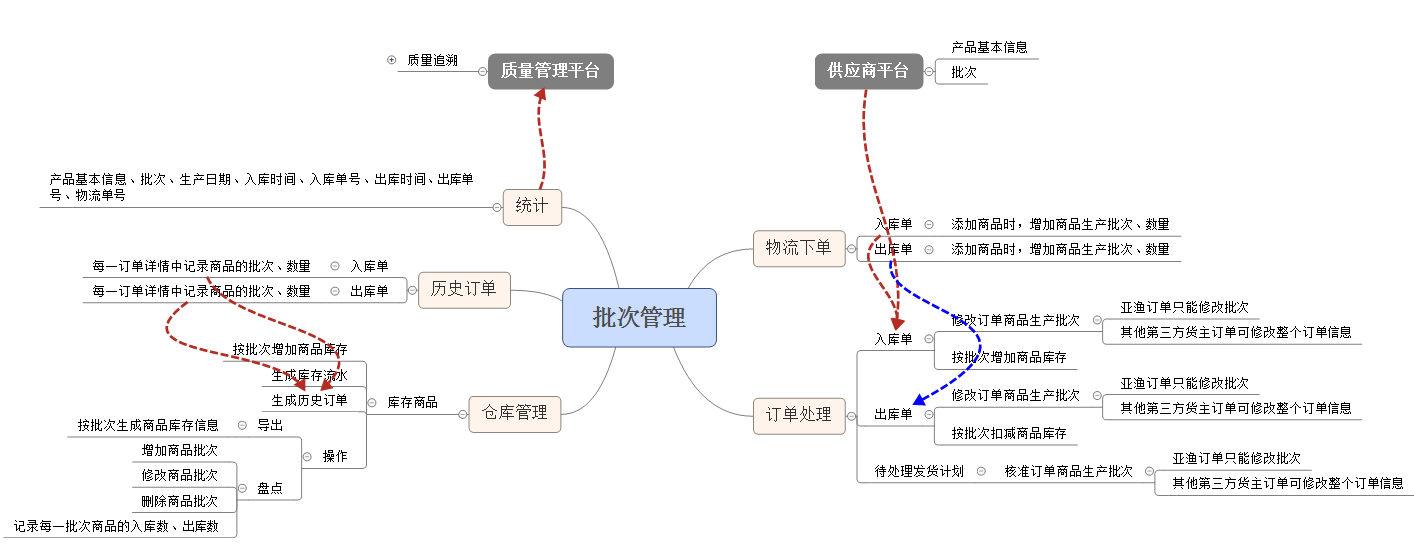 质量追溯
质量管理平台
供应商平台
产品基本信息
批次
产品基本信息、批次、生产日期、入库时间、入库单号、出库时间、出库单
号、物流单号
统计
每一订单详情中记录商品的批次、数量
入库单
每一订单详情中记录商品的批次、数量
出库单
历史订单
批次管理
物流下单
入库单
添加商品时，增加商品生产批次、数量
出库单
添加商品时，增加商品生产批次、数量
按批次增加商品库存
生成库存流水
生成历史订单
库存商品
仓库管理
按批次生成商品库存信息
导出
操作
增加商品批次
修改商品批次
删除商品批次
记录每一批次商品的入库数、出库数
盘点
订单处理
入库单
修改订单商品生产批次
亚渔订单只能修改批次
其他第三方货主订单可修改整个订单信息
按批次增加商品库存
出库单
修改订单商品生产批次
亚渔订单只能修改批次
其他第三方货主订单可修改整个订单信息
按批次扣减商品库存
待处理发货计划
核准订单商品生产批次
亚渔订单只能修改批次
其他第三方货主订单可修改整个订单信息